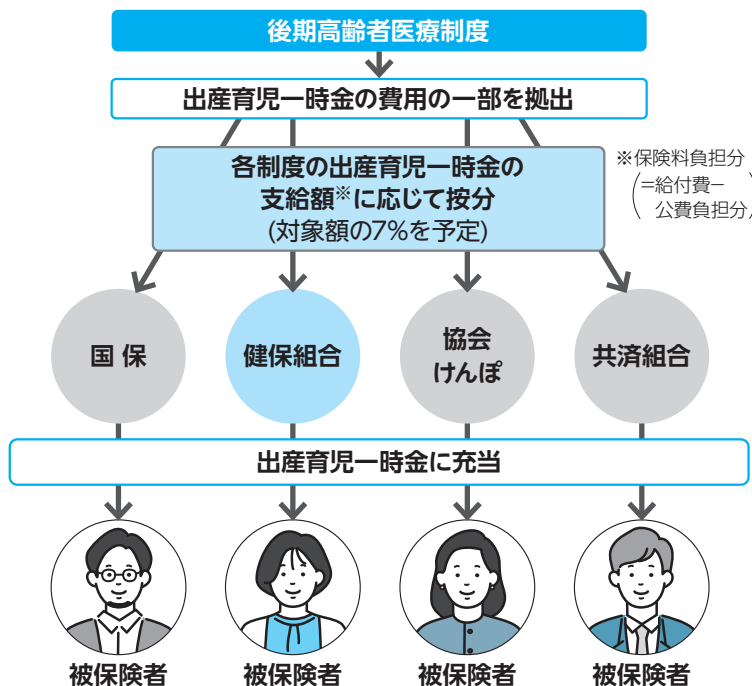 後期高齢者医療制度
出産育児一時金の費用の一部を拠出
各制度の出産育児一時金の
支給額※に応じて按分
(対象額の7%を予定)
※保険料負担分
(=給付費−
公費負担分)
国 保
健保組合
協会
けんぽ
共済組合
出産育児一時金に充当
被保険者
被保険者
被保険者
被保険者